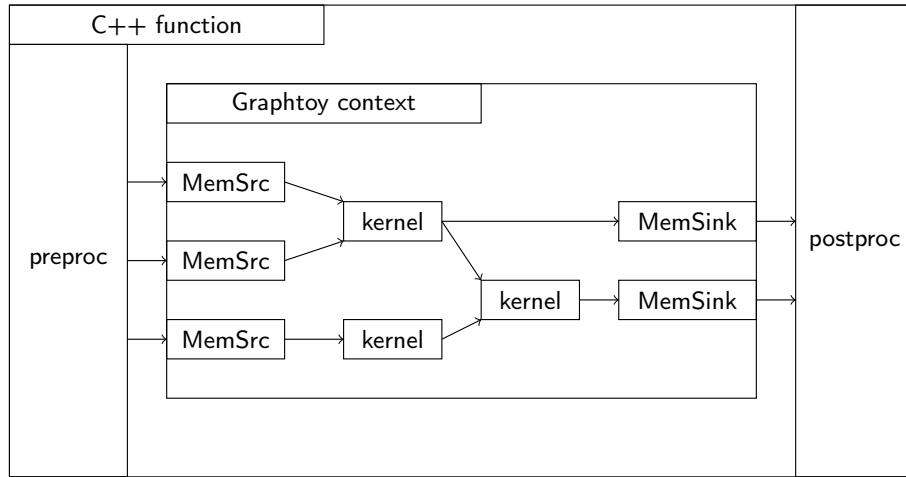 C++ function
Graphtoy context
MemSrc
kernel
MemSink
preproc
MemSrc
postproc
kernel
MemSink
MemSrc
kernel